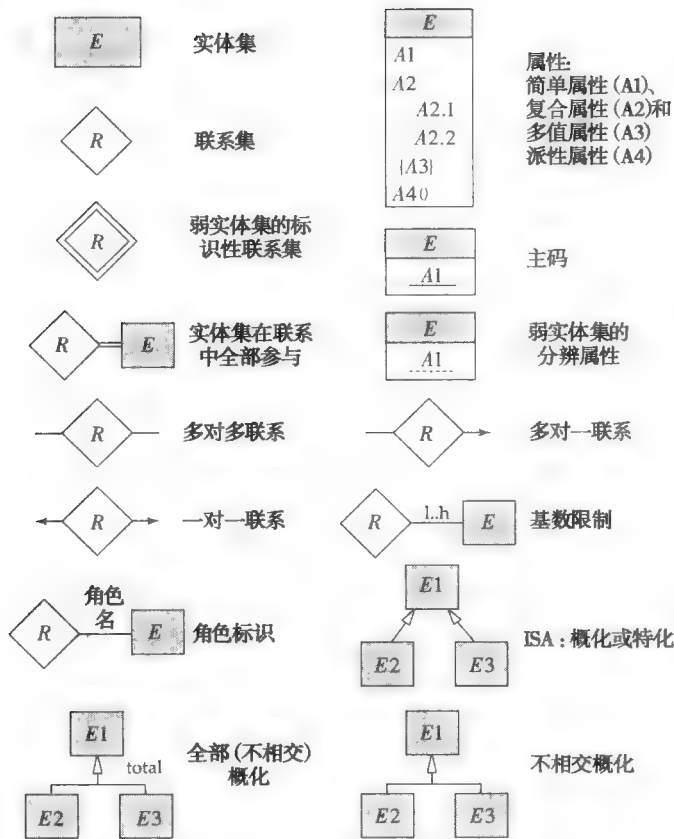 E
实体集
R
联系集
R
弱实体集的标
识性联系集
R
E
实体集在联系
中全部参与
R
多对多联系
R
一对一联系
R
角色
名
E
角色标识
E1
total
E2
E3
全部(不相交)
概化
E
A1
A2
A2.1
A2.2
{A3}
A4()
属性:
简单属性(A1)、
复合属性(A2)和
多值属性(A3)
派性属性(A4)
E
A1
主码
E
A1
弱实体集的
分辨属性
R
多对一联系
R
l..h
E
基数限制
E1
E2
E3
ISA:概化或特化
E1
E2
E3
不相交概化